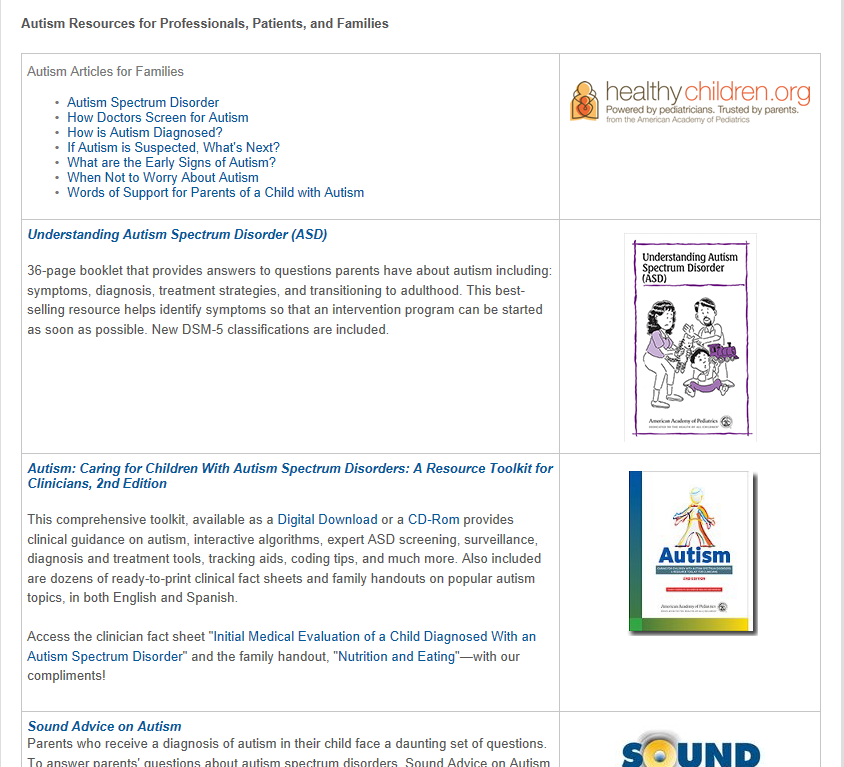 Autism Resources for Professionals, Patients, and Families
Autism Articles for Families
• Autism Spectrum Disorder
• How Doctors Screen for Autism
• How is Autism Diagnosed?
• If Autism is Suspected, What's Next?
• What are the Early Signs of Autism?
• When Not to Worry About Autism
• Words of Support for Parents of a Child with Autism
healthychildren.org
Powered by pediatricians. Trusted by parents.
from the American Academy of Pediatrics
Understanding Autism Spectrum Disorder (ASD)
36-page booklet that provides answers to questions parents have about autism including:
symptoms, diagnosis, treatment strategies, and transitioning to adulthood. This best-
selling resource helps identify symptoms so that an intervention program can be started
as soon as possible. New DSM-5 classifications are included.
Understanding Autism
Spectrum Disorder
(ASD)
American Academy of Pediatrics
Autism: Caring for Children With Autism Spectrum Disorders: A Resource Toolkit for
Clinicians, 2nd Edition
This comprehensive toolkit, available as a Digital Download or a CD-Rom provides
clinical guidance on autism, interactive algorithms, expert ASD screening, surveillance,
diagnosis and treatment tools, tracking aids, coding tips, and much more. Also included
are dozens of ready-to-print clinical fact sheets and family handouts on popular autism
topics, in both English and Spanish.
Access the clinician fact sheet "Initial Medical Evaluation of a Child Diagnosed With an
Autism Spectrum Disorder" and the family handout, "Nutrition and Eating"—with our
compliments!
Autism
2ND EDITION
American Academy of Pediatrics
Sound Advice on Autism
Parents who receive a diagnosis of autism in their child face a daunting set of questions.
To answer parents' questions about autism spectrum disorders, Sound Advice on Autism
SOUND